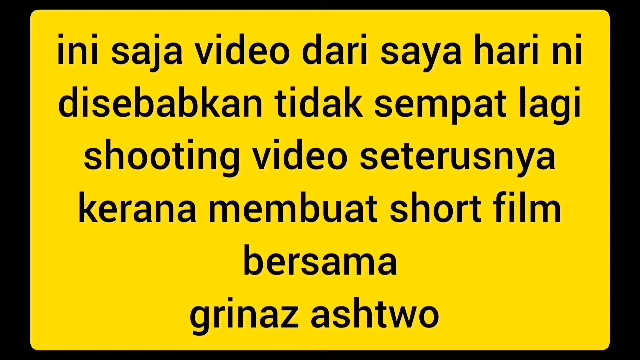 ini saja video dari saya hari ni
disebabkan tidak sempat lagi
shooting video seterusnya
kerana membuat short film
bersama
grinaz ashtwo